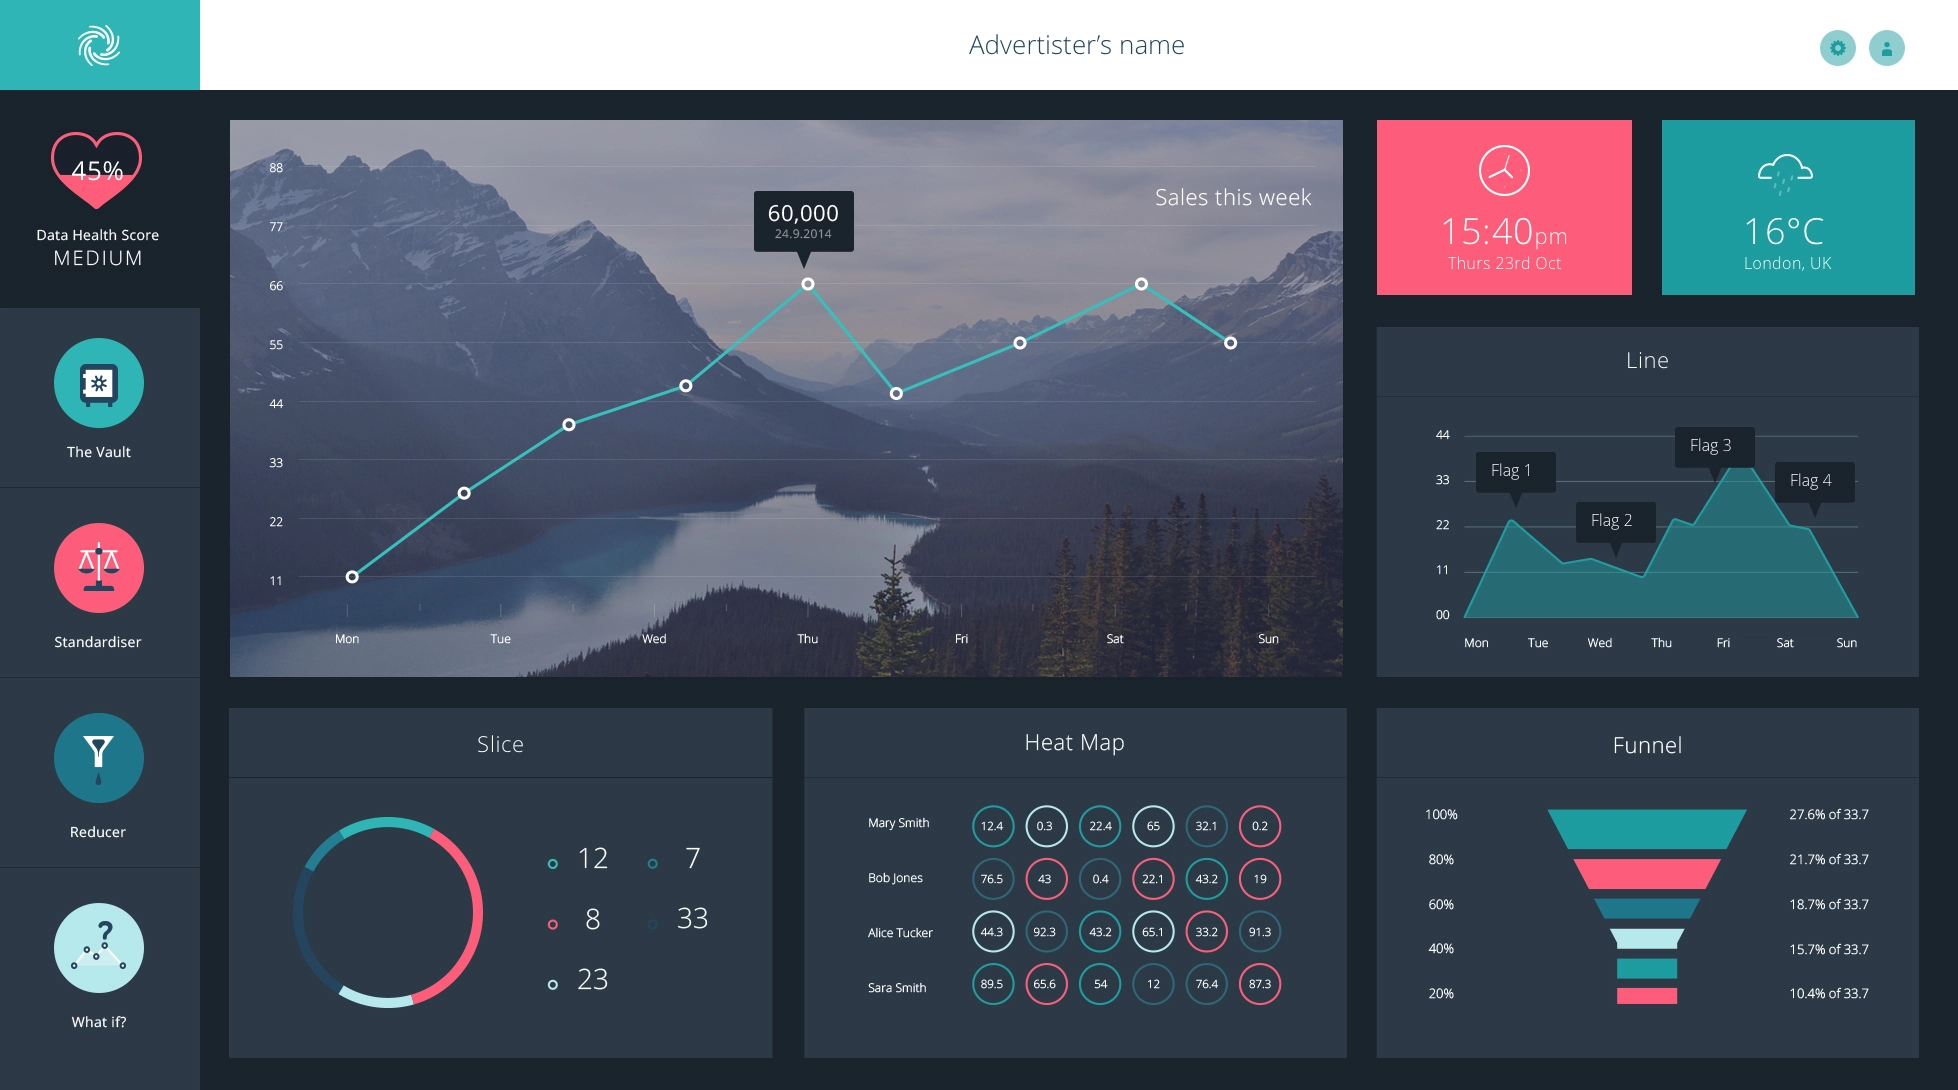 Advertister's name
45%
Data Health Score
MEDIUM
The Vault
Standardiser
Reducer
What if?
Sales this week
60,000
24.9.2014
88
77
66
55
44
33
22
11
Mon Tue Wed Thu Fri Sat Sun
15:40pm
Thurs 23rd Oct
16°C
London, UK
Line
44
33
22
11
00
Flag 1
Flag 2
Flag 3
Flag 4
Mon Tue Wed Thu Fri Sat Sun
Slice
12 7
8 33
23
Heat Map
Mary Smith 12.4 0.3 22.4 65 32.1 0.2
Bob Jones 76.5 43 0.4 22.1 43.2 19
Alice Tucker 44.3 92.3 43.2 65.1 33.2 91.3
Sara Smith 89.5 65.6 54 12 76.4 87.3
Funnel
100% 27.6% of 33.7
80% 21.7% of 33.7
60% 18.7% of 33.7
40% 15.7% of 33.7
20% 10.4% of 33.7